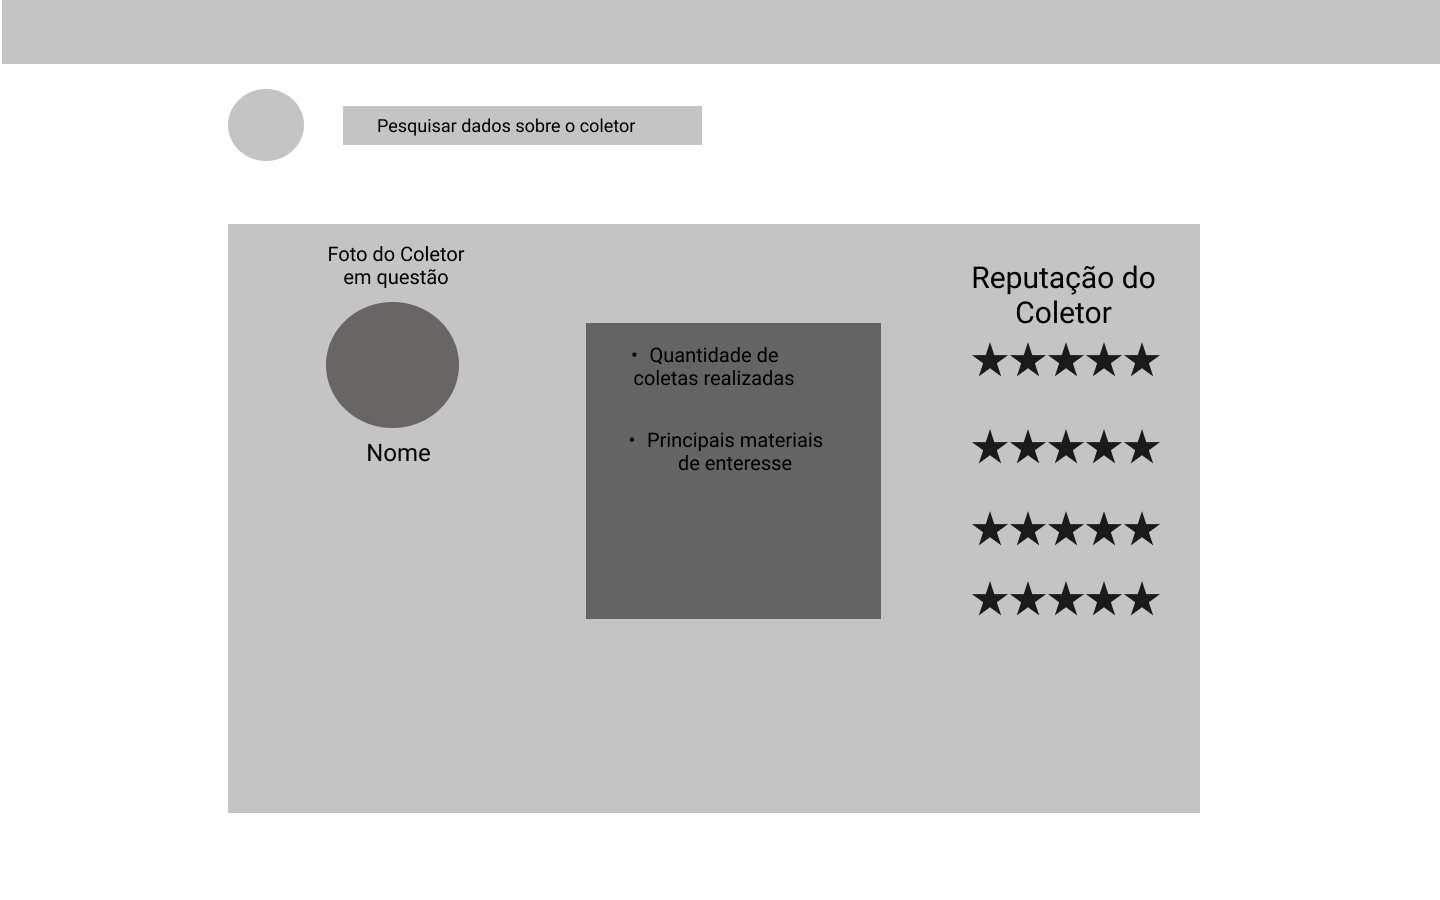 Pesquisar dados sobre o coletor
Foto do Coletor
em questão
Nome
• Quantidade de
coletas realizadas
• Principais materiais
de enteresse
Reputação do
Coletor
★★★★★
★★★★★
★★★★★
★★★★★